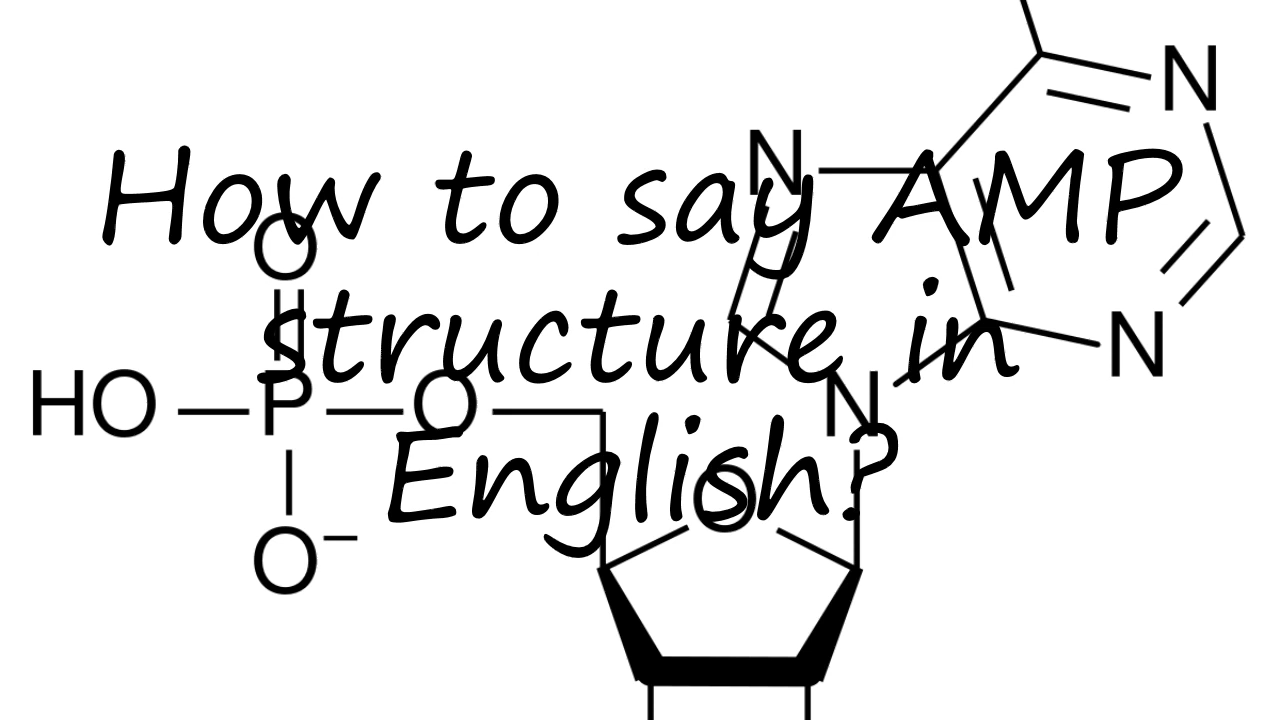 How to say AMP
structure in
English?
N
N
O
N
HO
P
O
N
O
O−